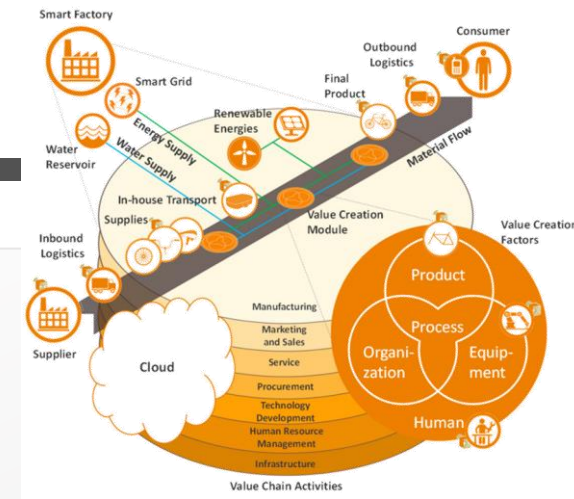 Smart Factory
Consumer
Outbound
Logistics
Smart Grid
Final
Product
Renewable
Energies
Energy Supply
Water
Reservoir
Water Supply
Material Flow
In-house Transport
Supplies
Value Creation
Module
Value Creation
Factors
Inbound
Logistics
Product
Manufacturing
Process
Marketing
and Sales
Supplier
Cloud
Service
Organi-
zation
Equip-
ment
Procurement
Technology
Development
Human
Human Resource
Management
Infrastructure
Value Chain Activities